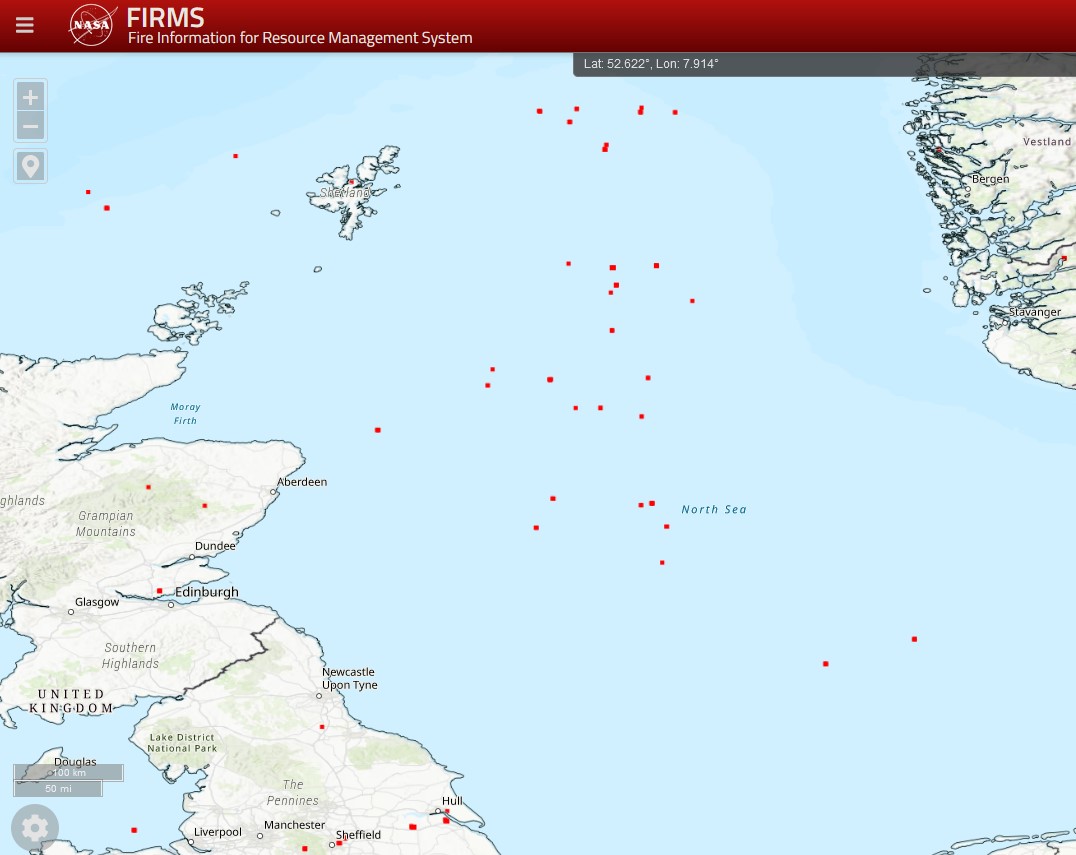 NASA
FIRMS
Fire Information for Resource Management System
Lat: 52.622°, Lon: 7.914°
+
−
Vestland
Bergen
Shetland
Stavanger
Moray
Firth
Aberdeen
ghlands
Grampian
Mountains
North Sea
Dundee
Edinburgh
Glasgow
Southern
Highlands
Newcastle
Upon Tyne
UNITED
KINGDOM
Lake District
National Park
Douglas
100 km
50 mi
The
Pennines
Hull
Liverpool
Manchester
Sheffield